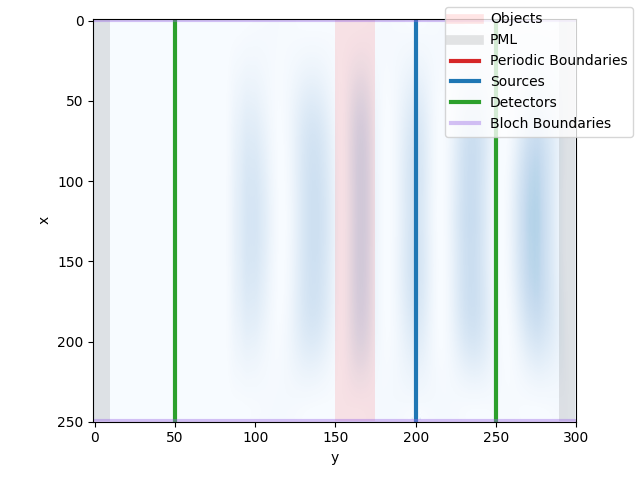 Objects
PML
Periodic Boundaries
Sources
Detectors
Bloch Boundaries
0
50
100
150
200
250
x
0
50
100
150
200
250
300
y